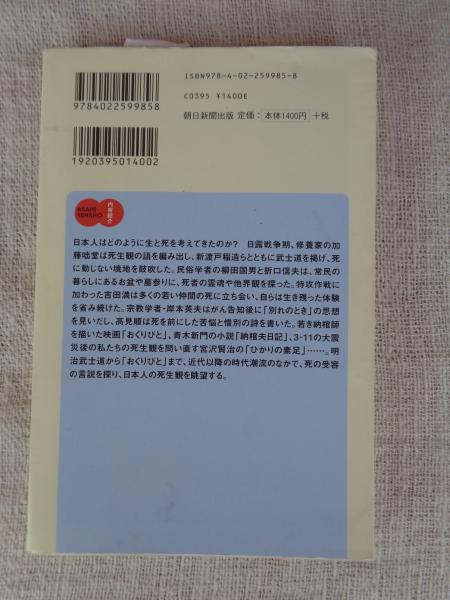 ISBN978-4-02-259985-8
C0395 ¥1400E
朝日新聞出版 定価:本体1400円+税
9784022599858
1920395014002
ASAHI SENSHO
内容紹介
日本人はどのように生と死を考えてきたのか? 日露戦争期、修養家の加
藤咄堂は死生観の語を編み出し、新渡戸稲造らとともに武士道を掲げ、死
に動じない境地を鼓吹した。民俗学者の柳田国男と折口信夫は、常民の
暮らしにあるお盆や墓参りに、死者の霊魂や他界観を探った。特攻作戦に
加わった吉田満は多くの若い仲間の死に立ち会い、自らは生き残った体験
を省み続けた。宗教学者・岸本英夫はがん告知後に「別れのとき」の思想
を見いだし、高見順は死を前にした苦悩と惜別の詩を書いた。若き納棺師
を描いた映画「おくりびと」、青木新門の小説「納棺夫日記」、3・11の大震
災後の私たちの死生観を問い直す宮沢賢治の「ひかりの素足」……。明
治武士道から「おくりびと」まで、近代以降の時代潮流のなかで、死の受容
の言説を探り、日本人の死生観を眺望する。